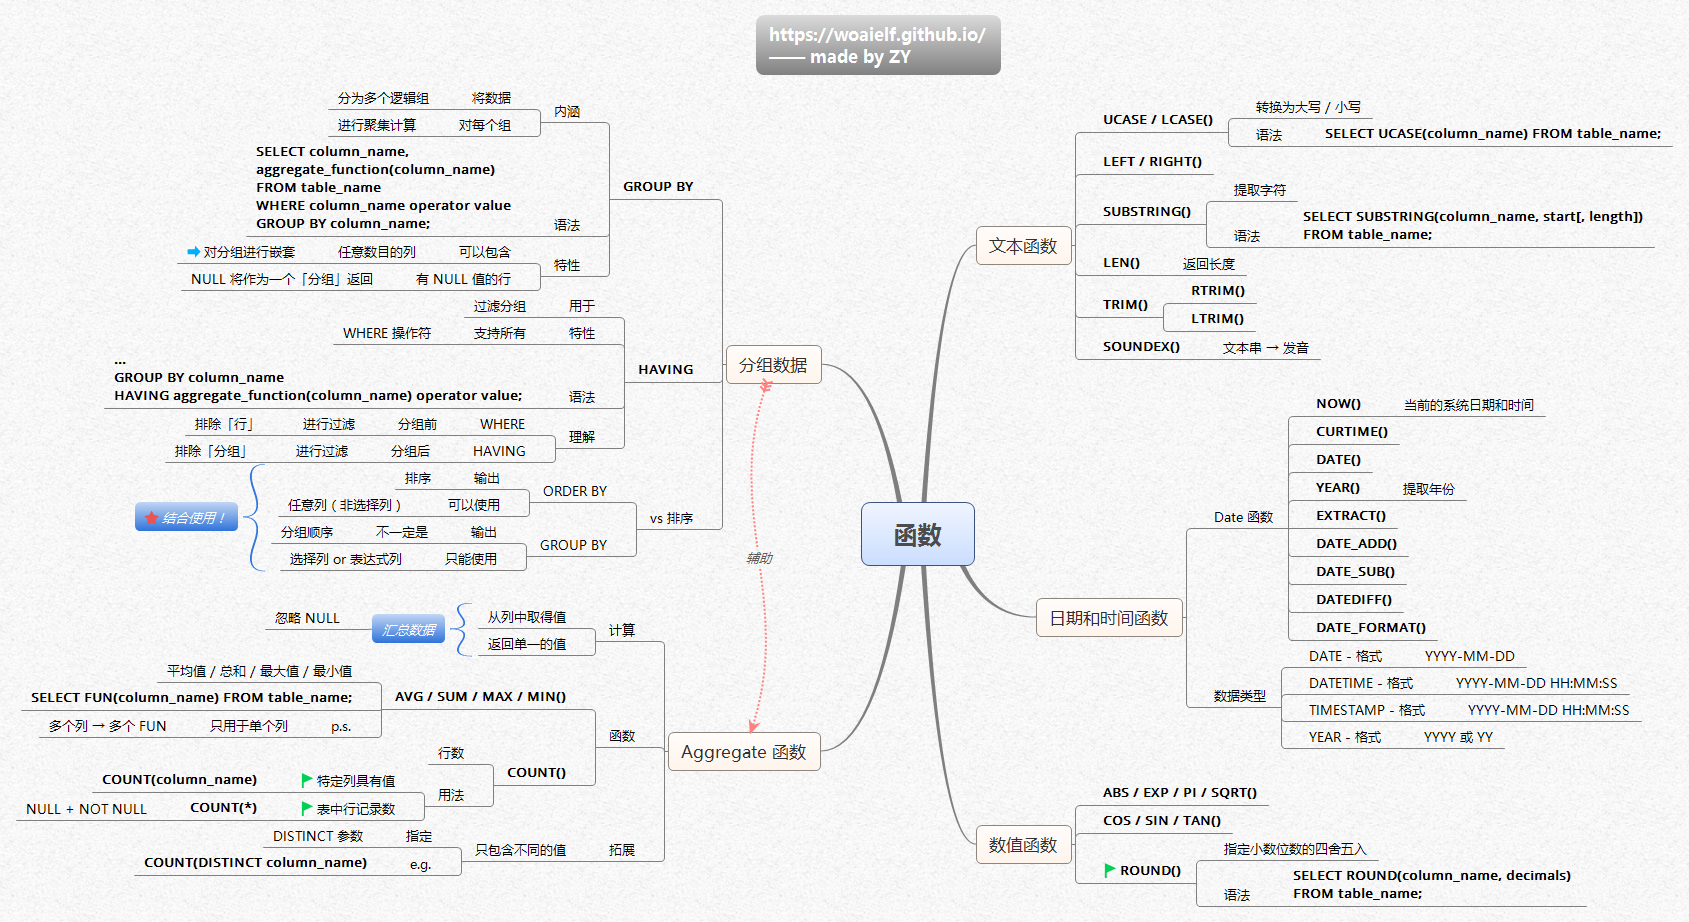 https://woaielf.github.io/
—— made by ZY
函数
文本函数
UCASE / LCASE()
转换为大写 / 小写
语法
SELECT UCASE(column_name) FROM table_name;
LEFT / RIGHT()
SUBSTRING()
提取字符
语法
SELECT SUBSTRING(column_name, start[, length])
FROM table_name;
LEN()
返回长度
TRIM()
RTRIM()
LTRIM()
SOUNDEX()
文本串 → 发音
日期和时间函数
Date 函数
NOW()
当前的系统日期和时间
CURTIME()
DATE()
YEAR()
提取年份
EXTRACT()
DATE_ADD()
DATE_SUB()
DATEDIFF()
DATE_FORMAT()
数据类型
DATE - 格式
YYYY-MM-DD
DATETIME - 格式
YYYY-MM-DD HH:MM:SS
TIMESTAMP - 格式
YYYY-MM-DD HH:MM:SS
YEAR - 格式
YYYY 或 YY
数值函数
ABS / EXP / PI / SQRT()
COS / SIN / TAN()
ROUND()
指定小数位数的四舍五入
语法
SELECT ROUND(column_name, decimals)
FROM table_name;
分组数据
GROUP BY
内涵
将数据
分为多个逻辑组
对每个组
进行聚集计算
语法
SELECT column_name,
aggregate_function(column_name)
FROM table_name
WHERE column_name operator value
GROUP BY column_name;
特性
可以包含
任意数目的列
对分组进行嵌套
有 NULL 值的行
NULL 将作为一个「分组」返回
HAVING
用于
过滤分组
特性
支持所有
WHERE 操作符
语法
...
GROUP BY column_name
HAVING aggregate_function(column_name) operator value;
理解
WHERE
分组前
进行过滤
排除「行」
HAVING
分组后
进行过滤
排除「分组」
vs 排序
ORDER BY
输出
排序
可以使用
任意列（非选择列）
GROUP BY
输出
不一定是
分组顺序
只能使用
选择列 or 表达式列
结合使用！
辅助
Aggregate 函数
计算
从列中取得值
返回单一的值
汇总数据
忽略 NULL
函数
AVG / SUM / MAX / MIN()
平均值 / 总和 / 最大值 / 最小值
SELECT FUN(column_name) FROM table_name;
p.s.
只用于单个列
多个列 → 多个 FUN
COUNT()
行数
用法
特定列具有值
COUNT(column_name)
表中行记录数
COUNT(*)
NULL + NOT NULL
拓展
只包含不同的值
指定
DISTINCT 参数
e.g.
COUNT(DISTINCT column_name)